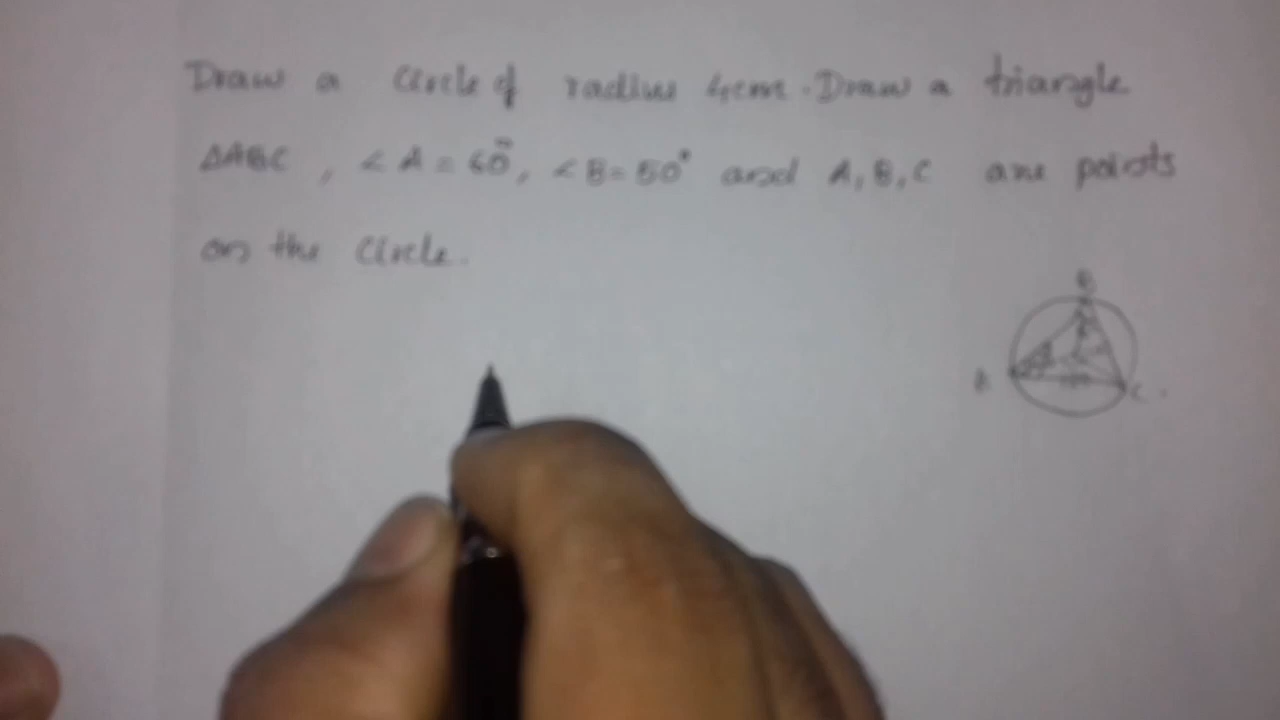 Draw a circle of radius 4cm. Draw a triangle
ΔABC, ∠A = 60°, ∠B = 50° and A, B, C are points
on the circle.
B
C